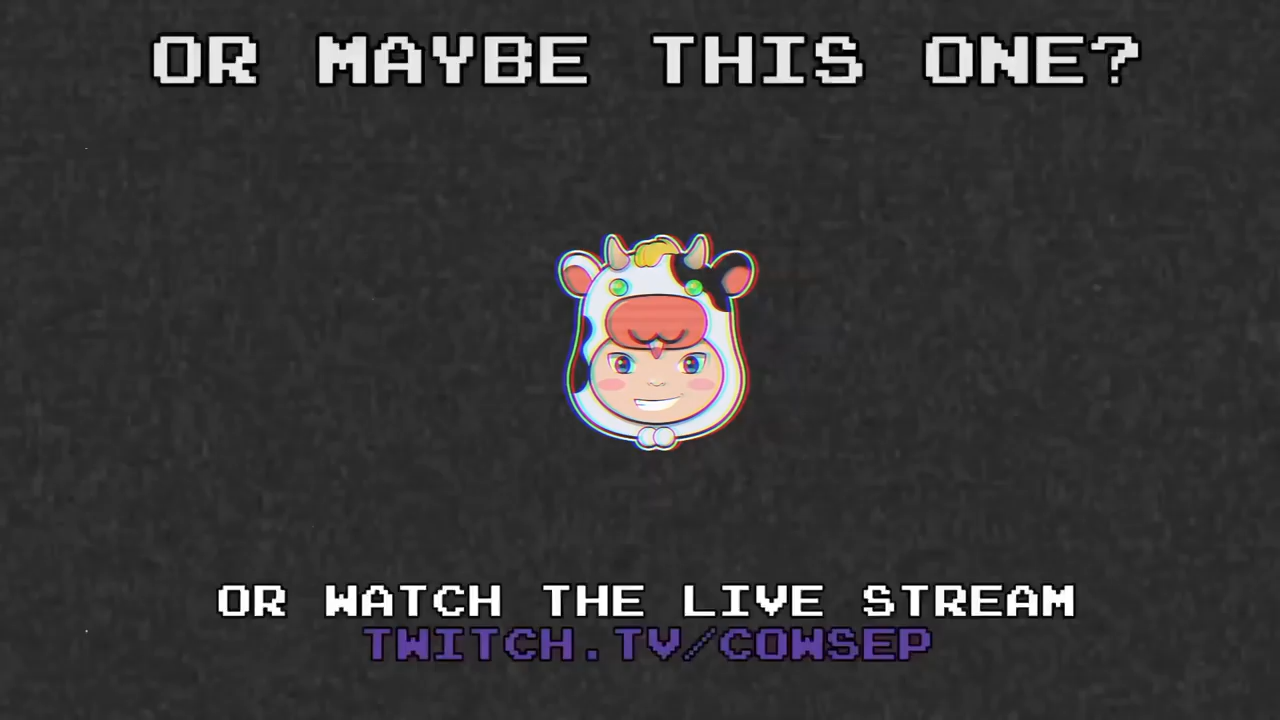 OR MAYBE THIS ONE?
OR WATCH THE LIVE STREAM
TWITCH.TV/COWSEP